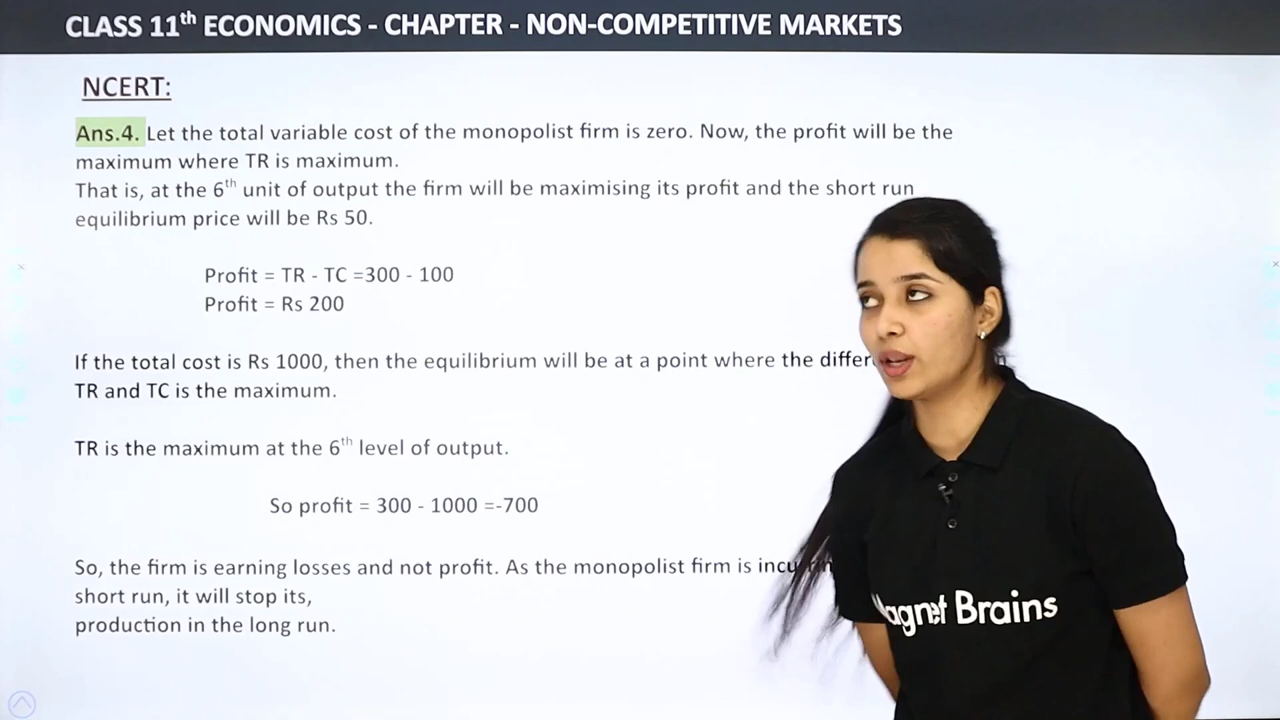 CLASS 11th ECONOMICS - CHAPTER - NON-COMPETITIVE MARKETS
NCERT:
Ans.4. Let the total variable cost of the monopolist firm is zero. Now, the profit will be the
maximum where TR is maximum.
That is, at the 6th unit of output the firm will be maximising its profit and the short run
equilibrium price will be Rs 50.
Profit = TR - TC =300 - 100
Profit = Rs 200
If the total cost is Rs 1000, then the equilibrium will be at a point where the
TR and TC is the maximum.
TR is the maximum at the 6th level of output.
So profit = 300 - 1000 =-700
So, the firm is earning losses and not profit. As the monopolist firm is
short run, it will stop its,
production in the long run.
Magnet Brains